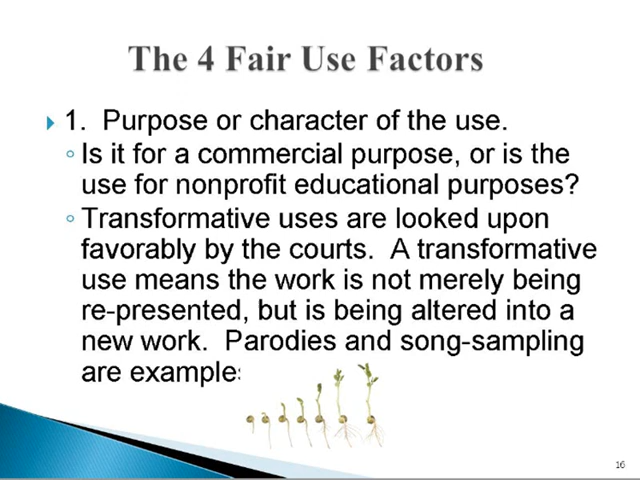 The 4 Fair Use Factors
1. Purpose or character of the use.
Is it for a commercial purpose, or is the
use for nonprofit educational purposes?
Transformative uses are looked upon
favorably by the courts. A transformative
use means the work is not merely being
re-presented, but is being altered into a
new work. Parodies and song-sampling
are examples
16